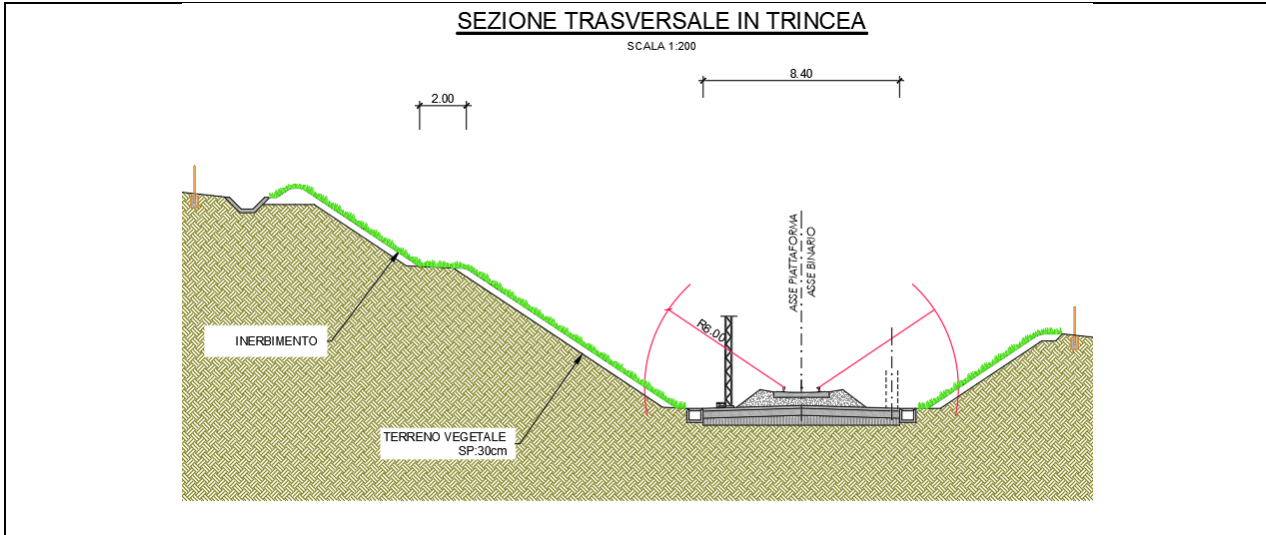 SEZIONE TRASVERSALE IN TRINCEA
SCALA 1:200
8.40
2.00
ASSE PIATTAFORMA
ASSE BINARIO
R6.00
INERBIMENTO
TERRENO VEGETALE
SP:30cm